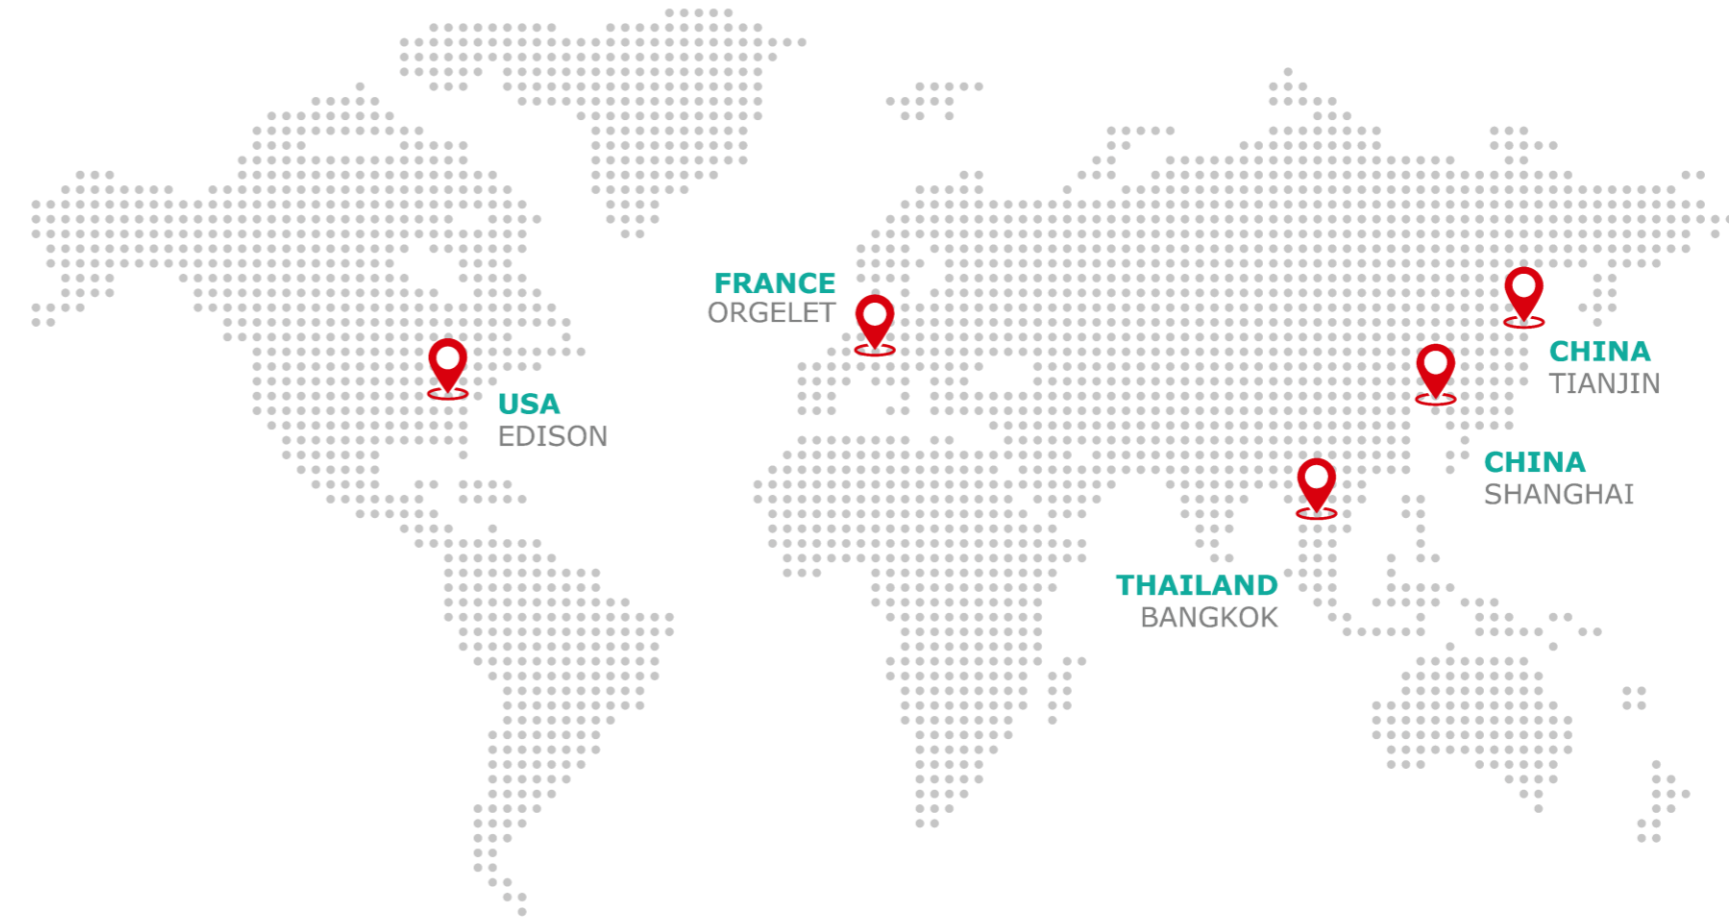 FRANCE
ORGELET
USA
EDISON
CHINA
TIANJIN
CHINA
SHANGHAI
THAILAND
BANGKOK